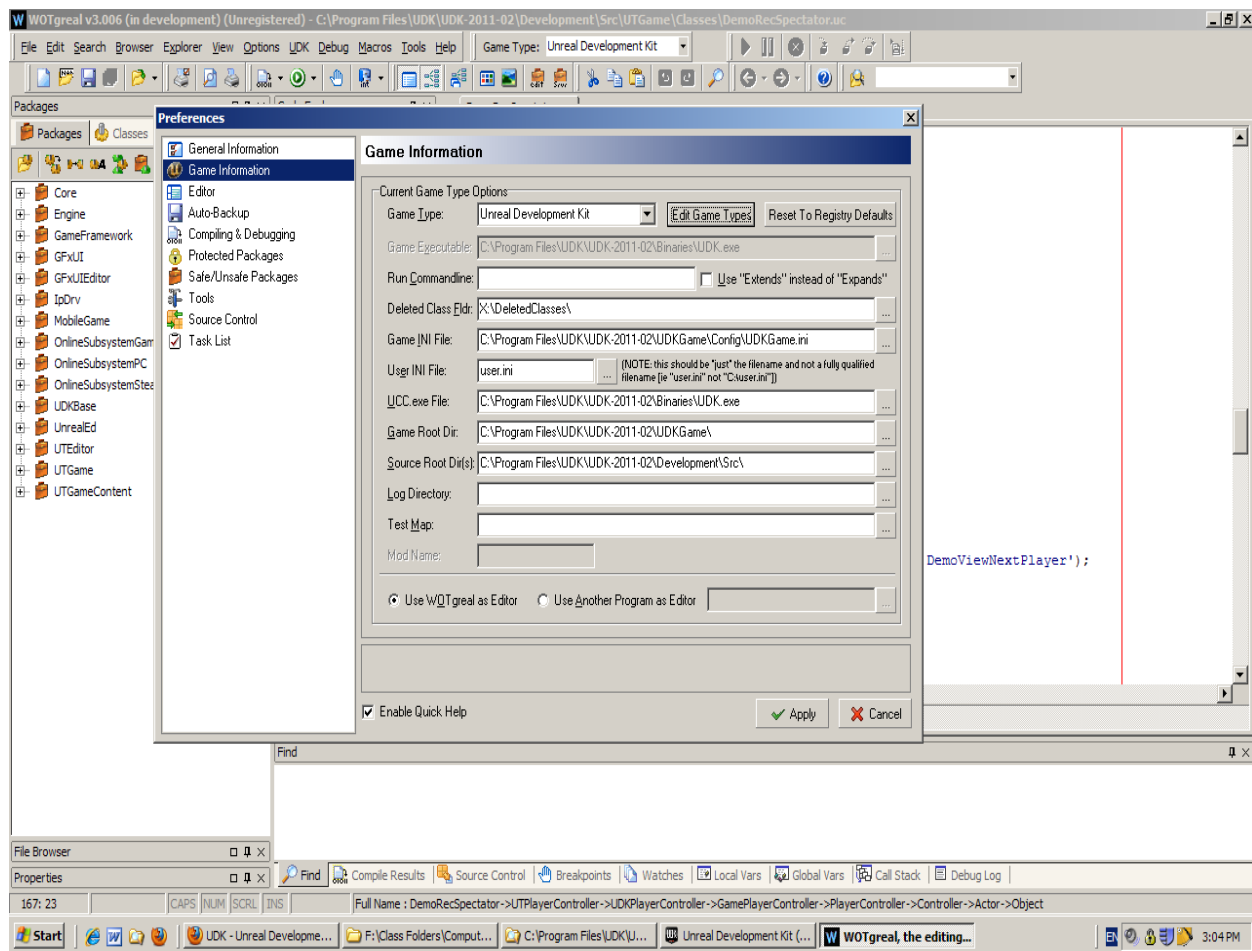 WOTgreal v3.006 (in development) (Unregistered) - C:\Program Files\UDK\UDK-2011-02\Development\Src\UTGame\Classes\DemoRecSpectator.uc
File Edit Search Browser Explorer View Options UDK Debug Macros Tools Help
Game Type: Unreal Development Kit
Packages
Packages Classes
Core
Engine
GameFramework
GFxUI
GFxUIEditor
IpDrv
MobileGame
OnlineSubsystemGam
OnlineSubsystemPC
OnlineSubsystemStea
UDKBase
UnrealEd
UTEditor
UTGame
UTGameContent
Preferences
General Information
Game Information
Editor
Auto-Backup
Compiling & Debugging
Protected Packages
Safe/Unsafe Packages
Tools
Source Control
Task List
Game Information
Current Game Type Options
Game Type: Unreal Development Kit Edit Game Types Reset To Registry Defaults
Game Executable: C:\Program Files\UDK\UDK-2011-02\Binaries\UDK.exe ...
Run Commandline: Use "Extends" instead of "Expands"
Deleted Class Fldr: X:\DeletedClasses\ ...
Game INI File: C:\Program Files\UDK\UDK-2011-02\UDKGame\Config\UDKGame.ini ...
User INI File: user.ini ... (NOTE: this should be "just" the filename and not a fully qualified
filename [ie "user.ini" not "C:\user.ini"])
UCC.exe File: C:\Program Files\UDK\UDK-2011-02\Binaries\UDK.exe ...
Game Root Dir: C:\Program Files\UDK\UDK-2011-02\UDKGame\ ...
Source Root Dir(s): C:\Program Files\UDK\UDK-2011-02\Development\Src\ ...
Log Directory: ...
Test Map: ...
Mod Name:
Use WOTgreal as Editor Use Another Program as Editor ...
Enable Quick Help
Apply Cancel
DemoViewNextPlayer');
Find
File Browser
Properties
Find Compile Results Source Control Breakpoints Watches Local Vars Global Vars Call Stack Debug Log
167: 23 CAPS NUM SCRL INS Full Name : DemoRecSpectator->UTPlayerController->UDKPlayerController->GamePlayerController->PlayerController->Controller->Actor->Object
Start UDK - Unreal Developme... F:\Class Folders\Comput... C:\Program Files\UDK\U... Unreal Development Kit (... WOTgreal, the editing... EN 3:04 PM